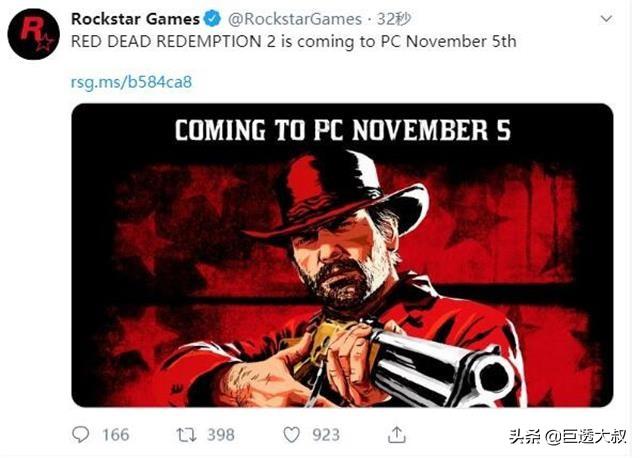 Rockstar Games @RockstarGames · 32秒
RED DEAD REDEMPTION 2 is coming to PC November 5th
rsg.ms/b584ca8
COMING TO PC NOVEMBER 5
166 398 923
头条 @巨透大叔
R